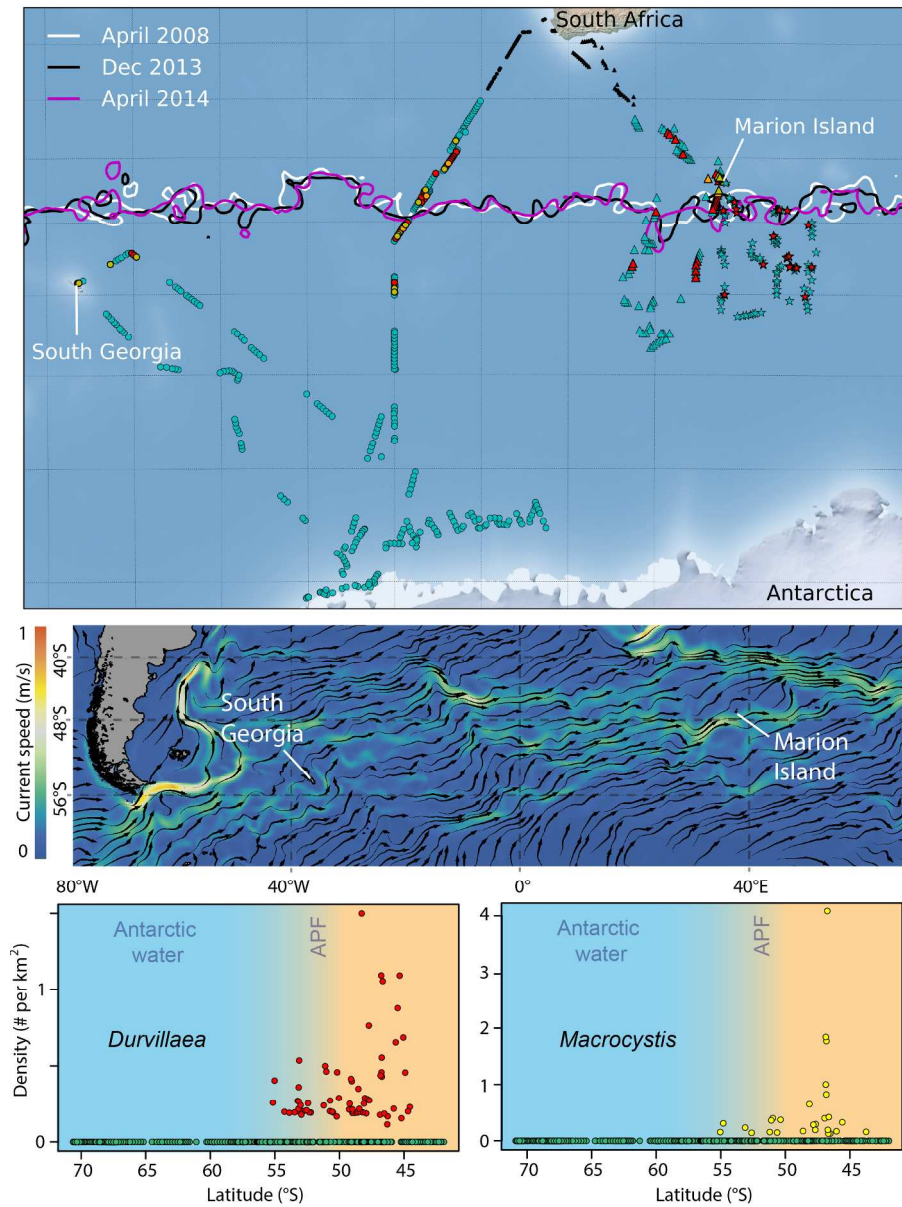 South Africa
April 2008
Dec 2013
April 2014
Marion Island
South Georgia
Antarctica
Current speed (m/s)
1
0
40°S
48°S
56°S
South
Georgia
Marion
Island
80°W
40°W
0°
40°E
Density (# per km²)
1
0
Antarctic
water
APF
Durvillaea
70
65
60
55
50
45
Latitude (°S)
4
3
2
1
0
Antarctic
water
APF
Macrocystis
70
65
60
55
50
45
Latitude (°S)